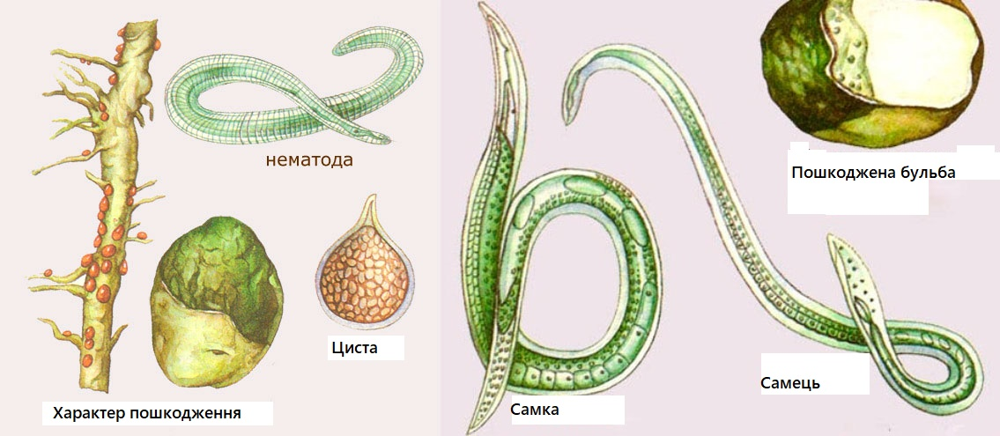 нематода
Циста
Характер пошкодження
Пошкоджена бульба
Самець
Самка